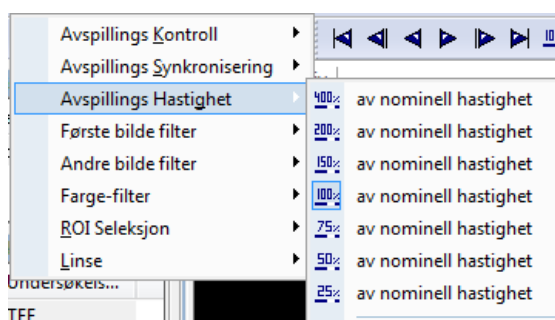 Avspillings Kontroll
Avspillings Synkronisering
Avspillings Hastighet
Første bilde filter
Andre bilde filter
Farge-filter
ROI Seleksjon
Linse
400% av nominell hastighet
200% av nominell hastighet
150% av nominell hastighet
100% av nominell hastighet
75% av nominell hastighet
50% av nominell hastighet
25% av nominell hastighet
Undersøkels...
TEE